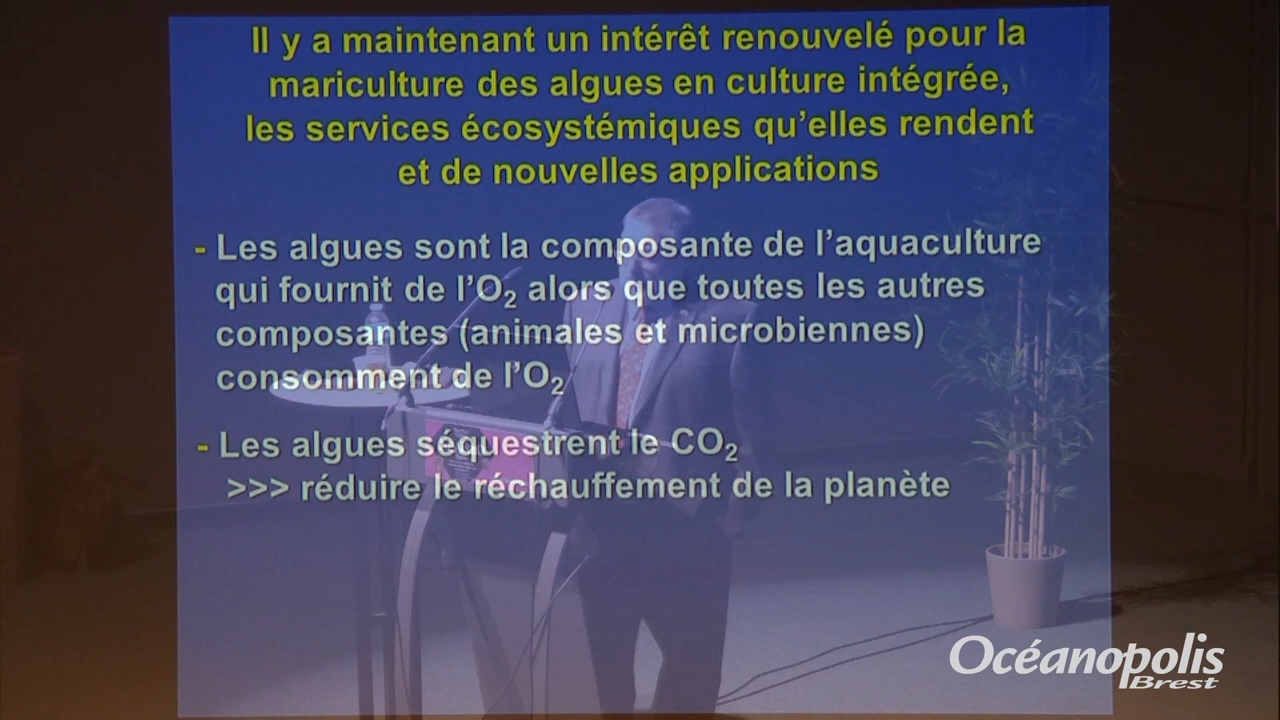 Il y a maintenant un intérêt renouvelé pour la
mariculture des algues en culture intégrée,
les services écosystémiques qu'elles rendent
et de nouvelles applications
- Les algues sont la composante de l'aquaculture
qui fournit de l'O₂ alors que toutes les autres
composantes (animales et microbiennes)
consomment de l'O₂
- Les algues séquestrent le CO₂
>>> réduire le réchauffement de la planète
Océanopolis
Brest